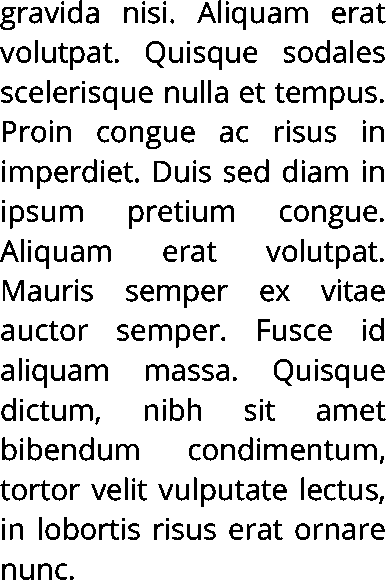 gravida nisi. Aliquam erat
volutpat. Quisque sodales
scelerisque nulla et tempus.
Proin congue ac risus in
imperdiet. Duis sed diam in
ipsum pretium congue.
Aliquam erat volutpat.
Mauris semper ex vitae
auctor semper. Fusce id
aliquam massa. Quisque
dictum, nibh sit amet
bibendum condimentum,
tortor velit vulputate lectus,
in lobortis risus erat ornare
nunc.